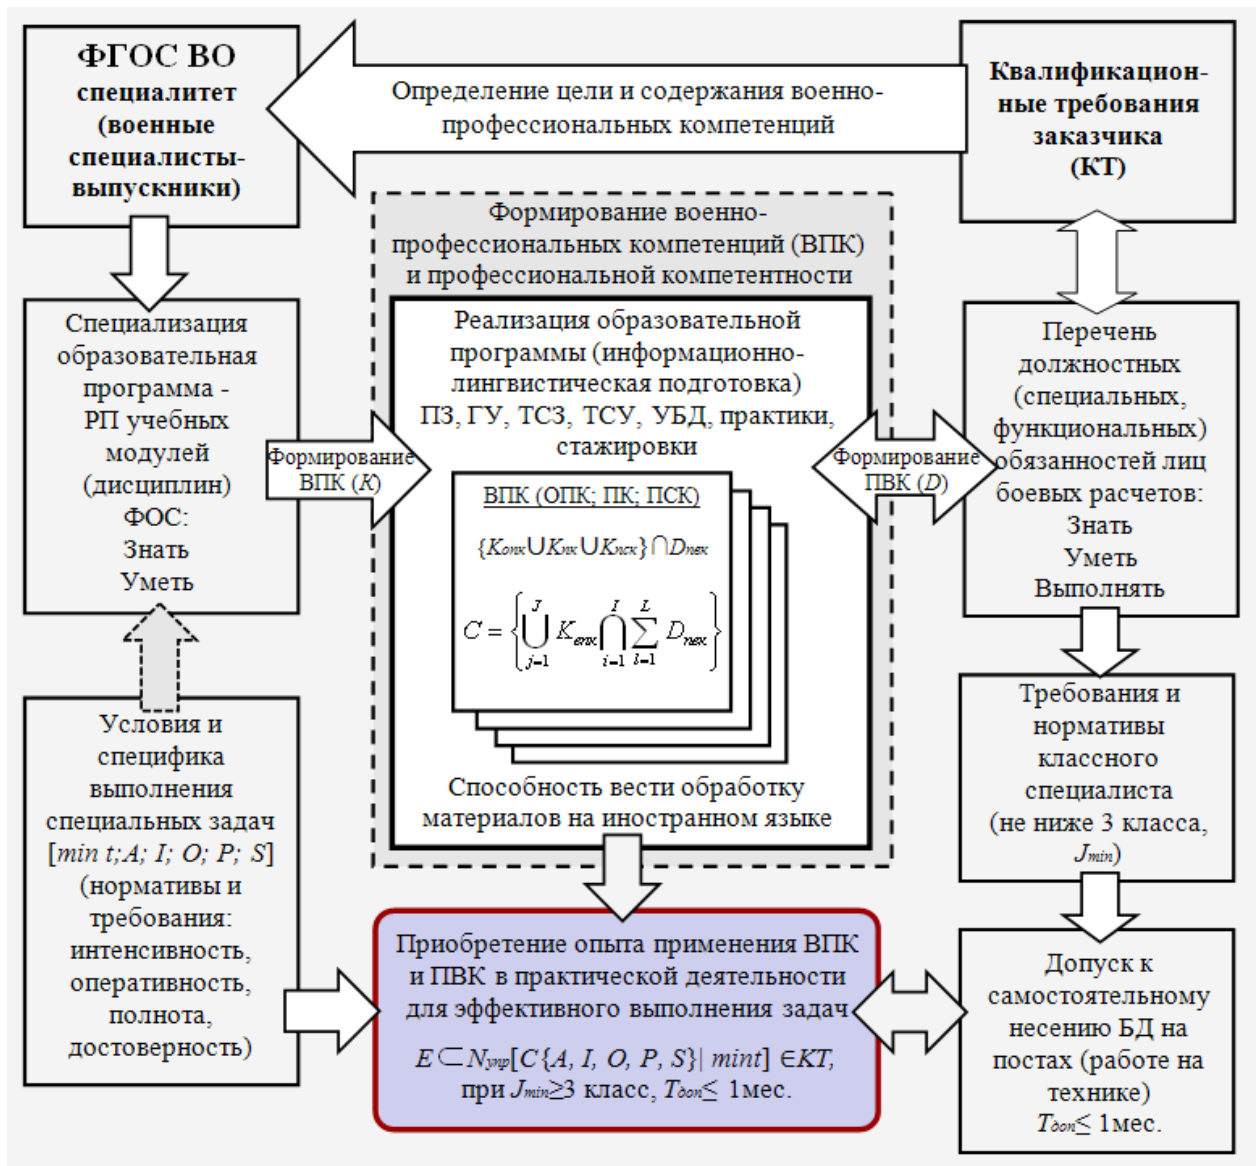 ФГОС ВО
специалитет
(военные
специалисты-
выпускники)
Определение цели и содержания военно-
профессиональных компетенций
Квалификацион-
ные требования
заказчика
(КТ)
Формирование военно-
профессиональных компетенций (ВПК)
и профессиональной компетентности
Специализация
образовательная
программа -
РП учебных
модулей
(дисциплин)
ФОС:
Знать
Уметь
Формирование
ВПК (K)
Реализация образовательной
программы (информационно-
лингвистическая подготовка)
ПЗ, ГУ, ТСЗ, ТСУ, УБД, практики,
стажировки
ВПК (ОПК; ПК; ПСК)
{Kопк∪Kпк∪Kпск}∩Dпвк
J I L
C = {⋃ Kвпк ⋂ ∑ Dпвк}
j=1 i=1 l=1
Способность вести обработку
материалов на иностранном языке
Формирование
ПВК (D)
Перечень
должностных
(специальных,
функциональных)
обязанностей лиц
боевых расчетов:
Знать
Уметь
Выполнять
Условия и
специфика
выполнения
специальных задач
[min t;A; I; O; P; S]
(нормативы и
требования:
интенсивность,
оперативность,
полнота,
достоверность)
Требования и
нормативы
классного
специалиста
(не ниже 3 класса,
Jmin)
Приобретение опыта применения ВПК
и ПВК в практической деятельности
для эффективного выполнения задач
E⊂Nупр[C{A, I, O, P, S}| mint] ∈KT,
при Jmin≥3 класс, Tдоп≤ 1мес.
Допуск к
самостоятельному
несению БД на
постах (работе на
технике)
Tдоп≤ 1мес.